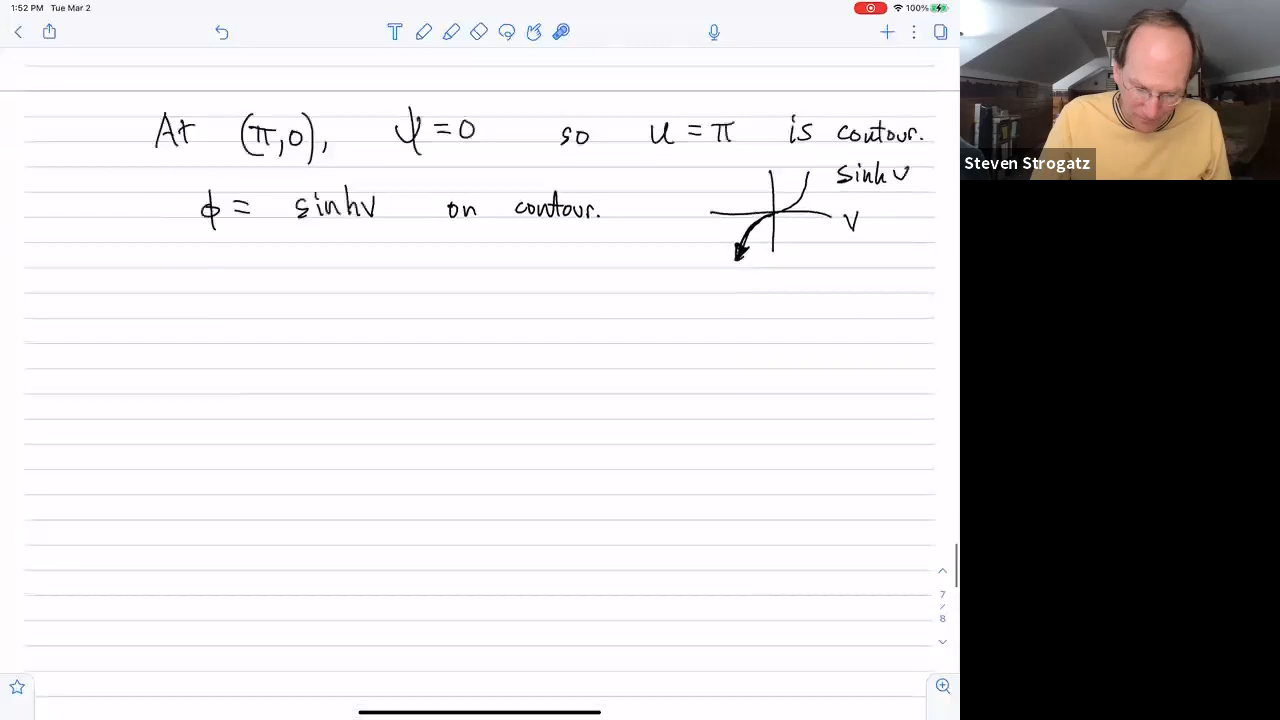 1:52 PM Tue Mar 2
100%
At (π,0), ψ=0 so u=π is contour.
sinh v
φ= sinhv on contour.
v
Steven Strogatz
7
/
8